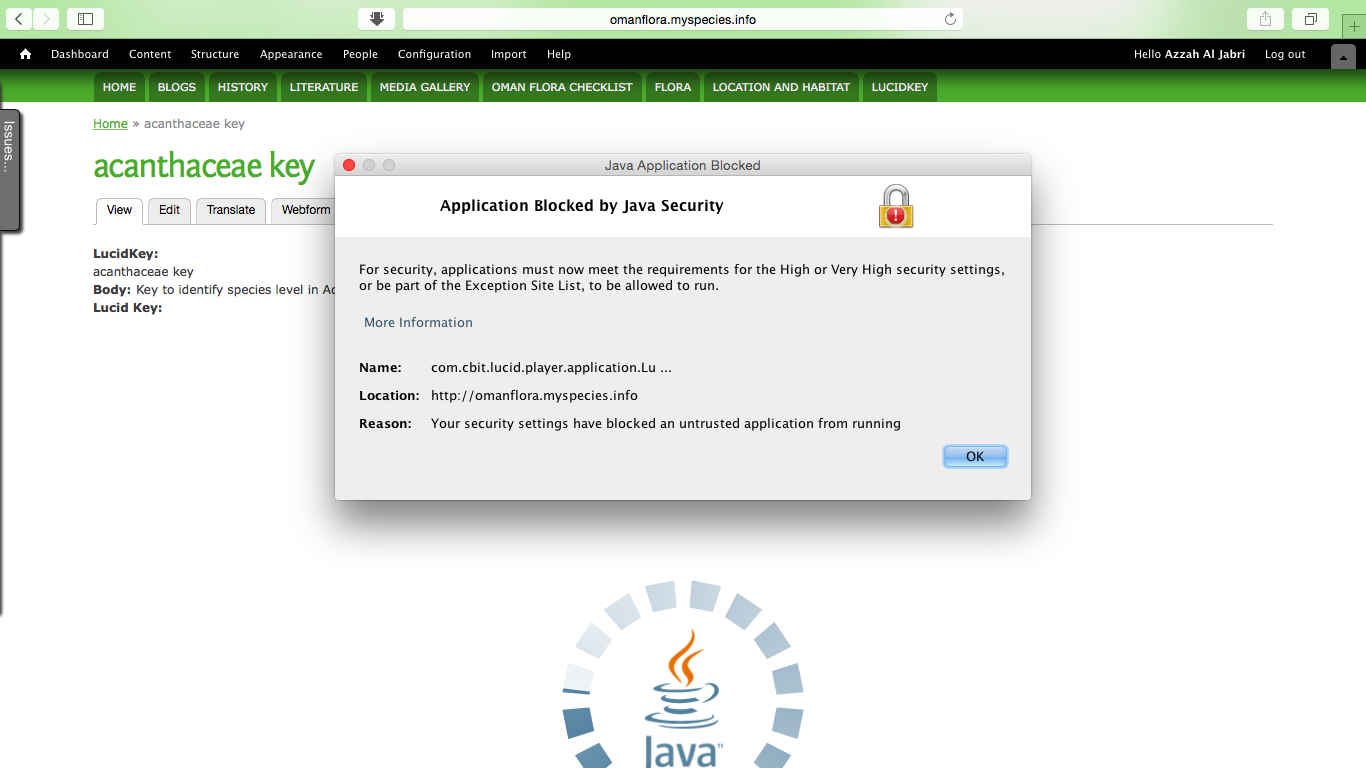 omanflora.myspecies.info
Dashboard Content Structure Appearance People Configuration Import Help Hello Azzah Al Jabri Log out
HOME BLOGS HISTORY LITERATURE MEDIA GALLERY OMAN FLORA CHECKLIST FLORA LOCATION AND HABITAT LUCIDKEY
Issues...
Home » acanthaceae key
acanthaceae key
View Edit Translate Webform
LucidKey:
acanthaceae key
Body: Key to identify species level in Ac
Lucid Key:
Java Application Blocked
Application Blocked by Java Security
For security, applications must now meet the requirements for the High or Very High security settings,
or be part of the Exception Site List, to be allowed to run.
More Information
Name: com.cbit.lucid.player.application.Lu ...
Location: http://omanflora.myspecies.info
Reason: Your security settings have blocked an untrusted application from running
OK
Java™